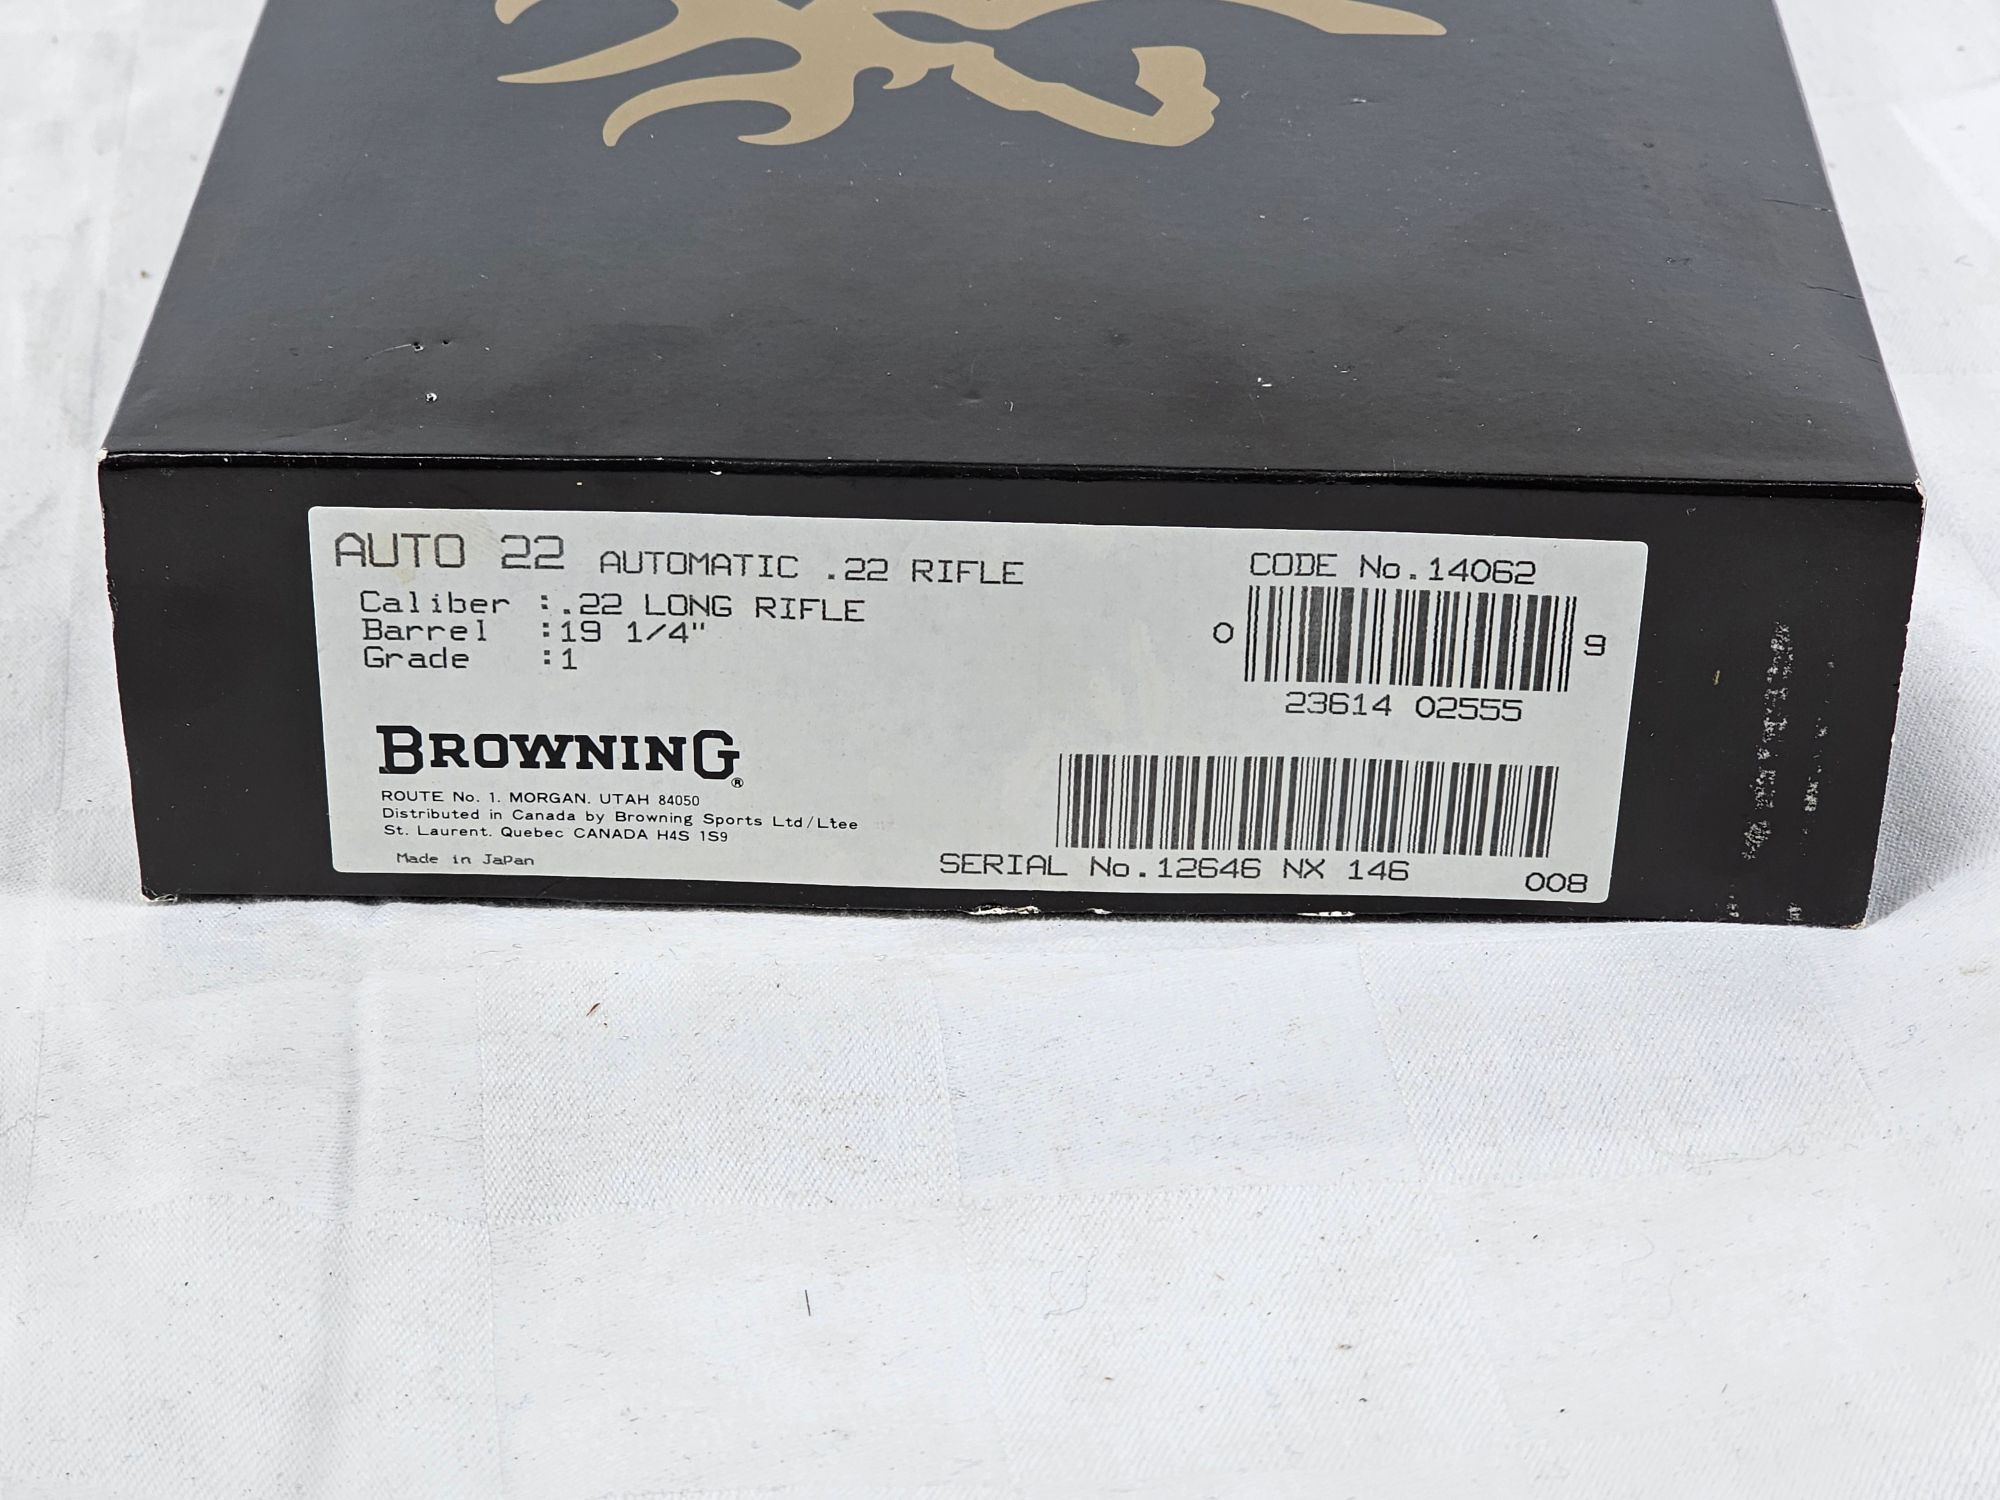 AUTO 22 AUTOMATIC .22 RIFLE
Caliber :.22 LONG RIFLE
Barrel :19 1/4"
Grade :1
CODE No.14062
0 9
23614 02555
BROWNING®
ROUTE No. 1. MORGAN. UTAH 84050
Distributed in Canada by Browning Sports Ltd/Ltee
St. Laurent. Quebec CANADA H4S 1S9
Made in JaPan
SERIAL No.12646 NX 146
008